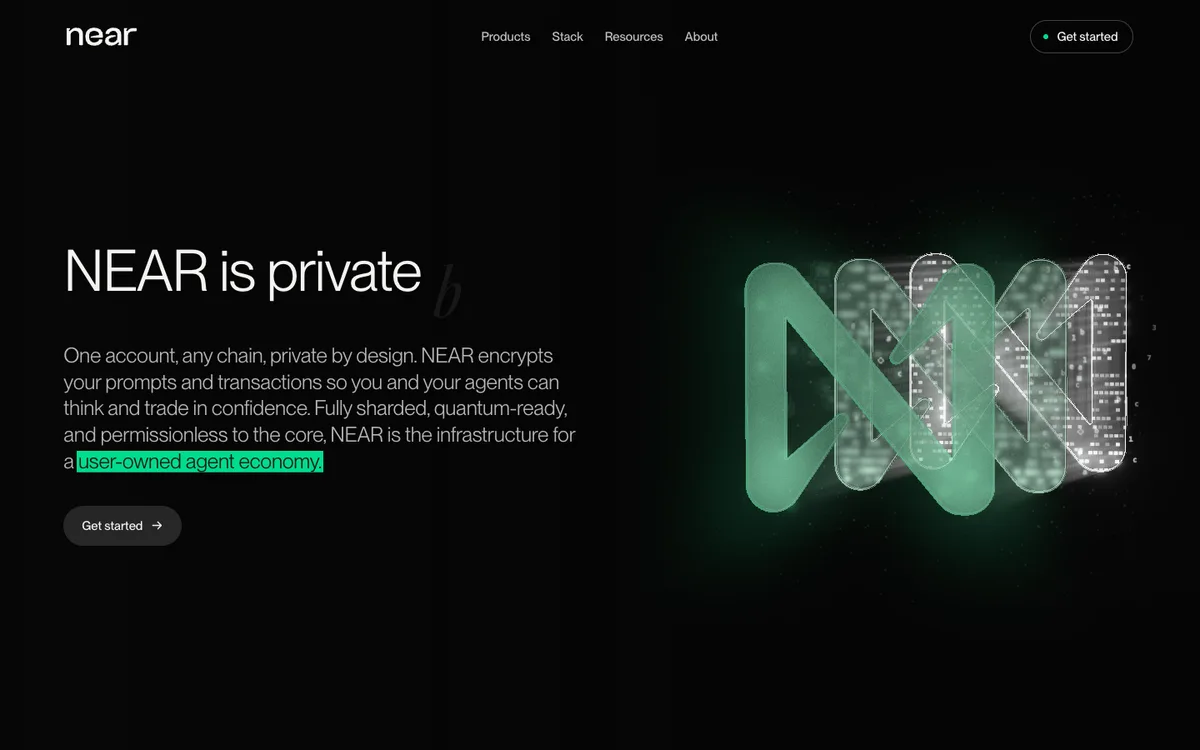 near
Products Stack Resources About
Get started
NEAR is private b
One account, any chain, private by design. NEAR encrypts
your prompts and transactions so you and your agents can
think and trade in confidence. Fully sharded, quantum-ready,
and permissionless to the core, NEAR is the infrastructure for
a user-owned agent economy.
Get started →